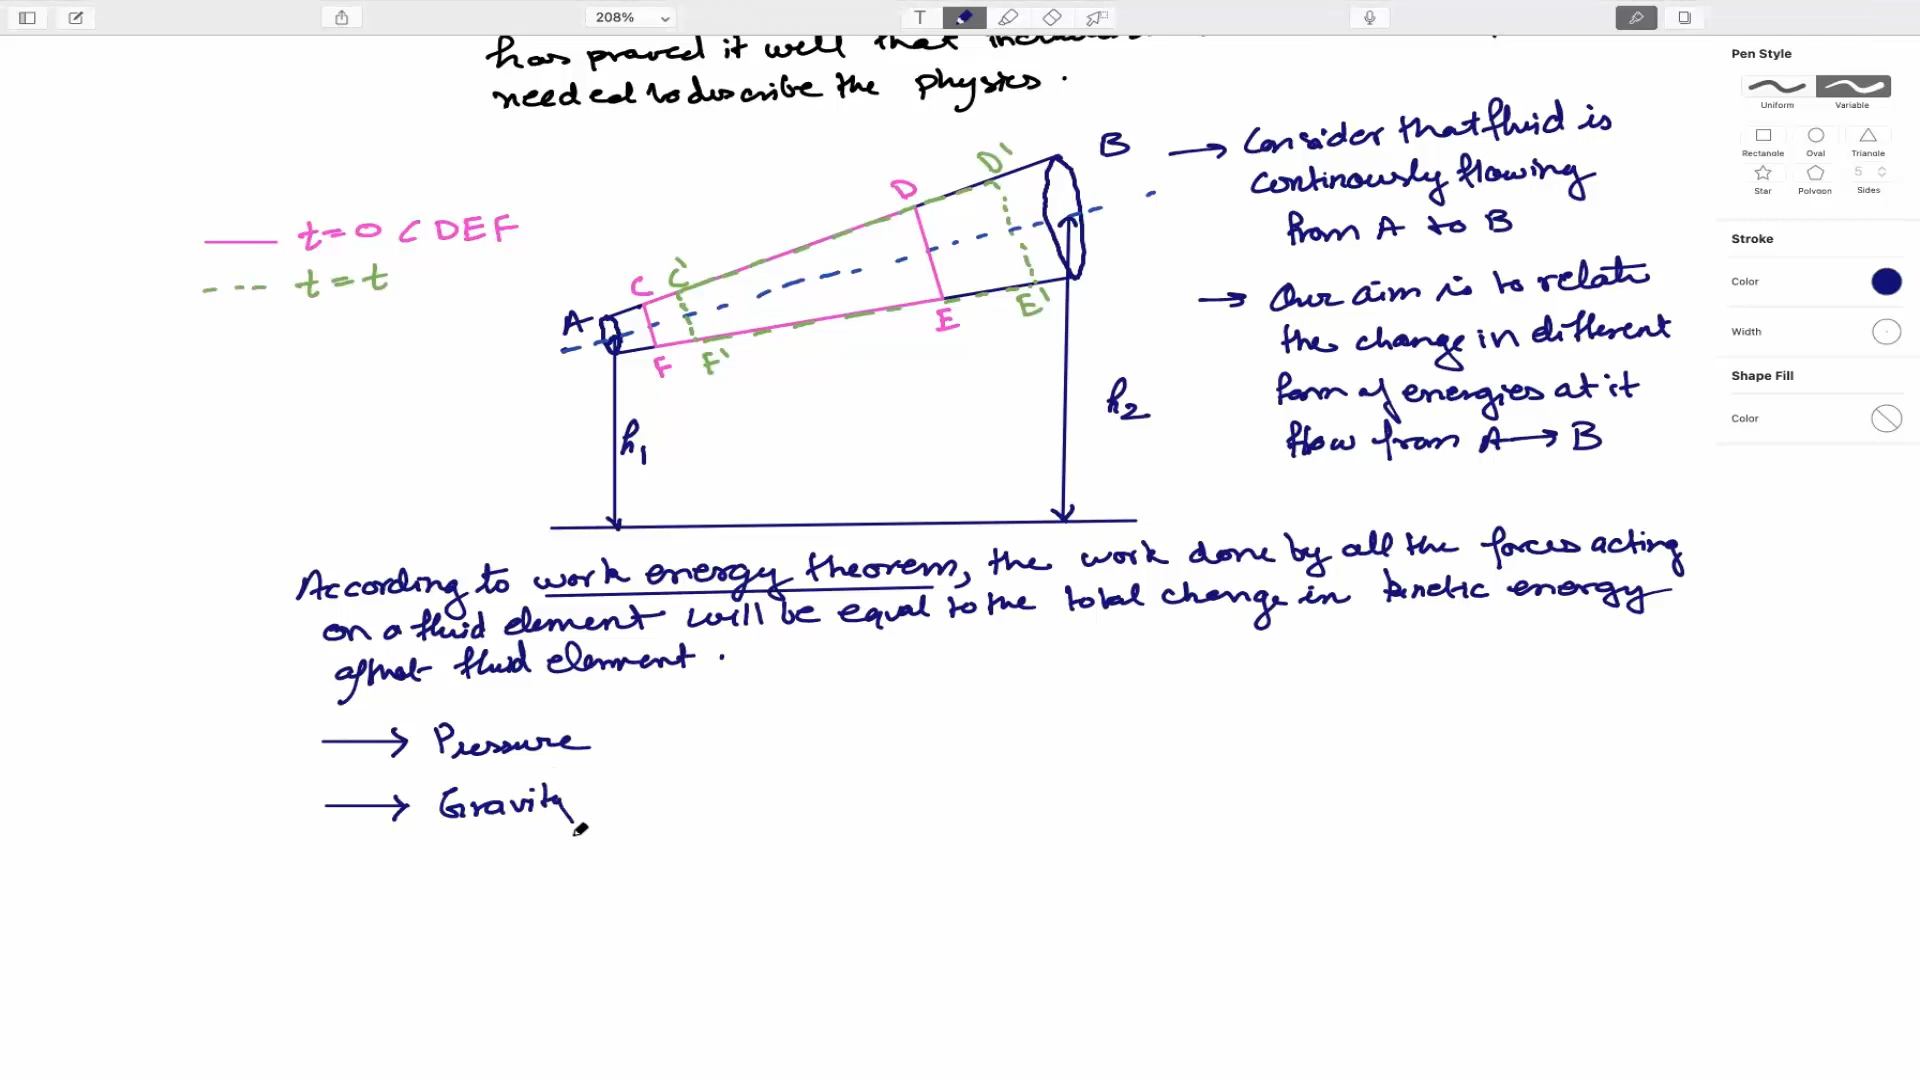 208%
T
has proved it well that
needed to describe the physics.
Pen Style
Uniform
Variable
Rectangle
Oval
Triangle
Star
Polygon
5
Sides
Stroke
Color
Width
Shape Fill
Color
t=0 CDEF
t=t
A
B
C
C'
D
D'
E
E'
F
F'
h1
h2
→ Consider that fluid is
continously flowing
from A to B
→ Our aim is to relate
the change in different
form of energies at it
flow from A → B
According to work energy theorem, the work done by all the forces acting
on a fluid element will be equal to the total change in kinetic energy
of that fluid element.
→ Pressure
→ Gravity